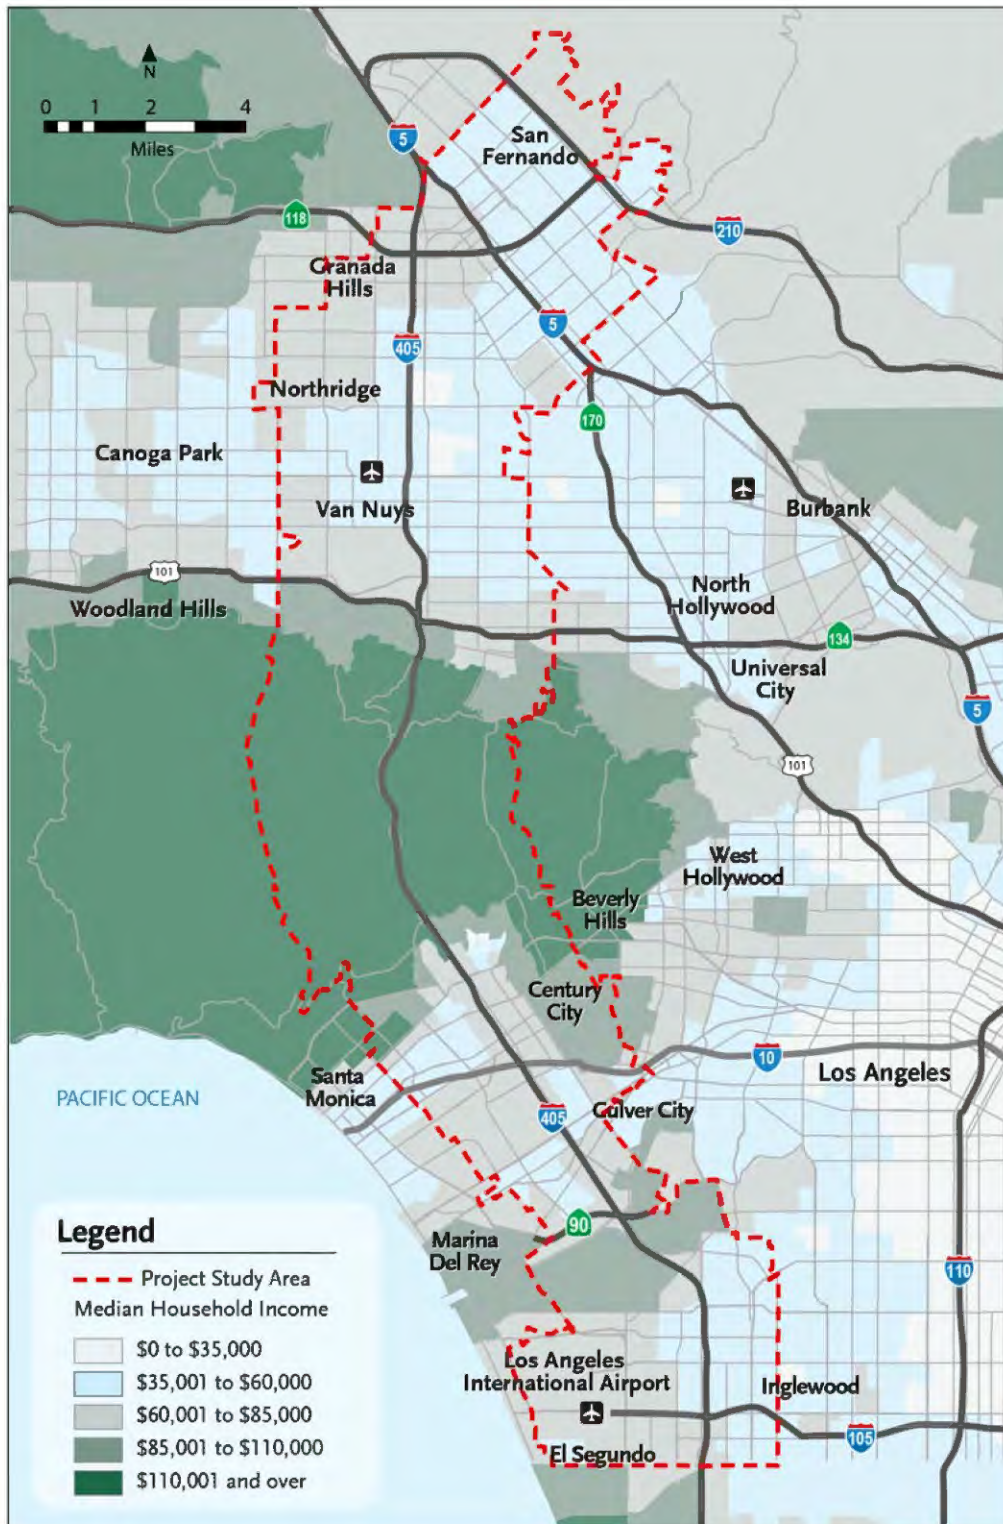 N
0 1 2 4
Miles
5
San
Fernando
118
210
Granada
Hills
5
405
Northridge
170
Canoga Park
Van Nuys
Burbank
101
North
Hollywood
Woodland Hills
134
Universal
City
5
101
West
Hollywood
Beverly
Hills
Century
City
10
Los Angeles
Santa
Monica
PACIFIC OCEAN
405
Culver City
90
Marina
Del Rey
110
Los Angeles
International Airport
Inglewood
105
El Segundo
Legend
Project Study Area
Median Household Income
$0 to $35,000
$35,001 to $60,000
$60,001 to $85,000
$85,001 to $110,000
$110,001 and over